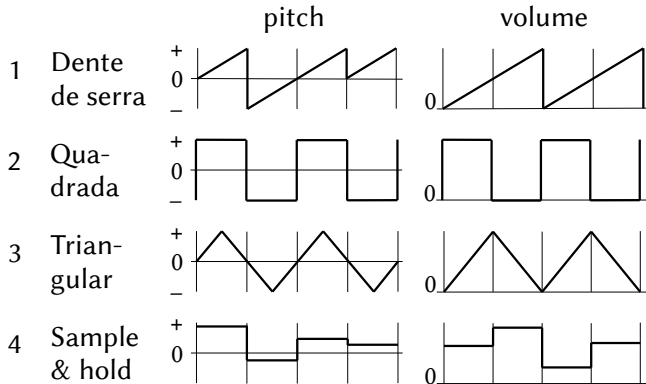 pitch volume
+
1 Dente 0
de serra – 0
+
2 Qua- 0
drada – 0
+
3 Trian- 0
gular – 0
+
4 Sample 0
& hold 0